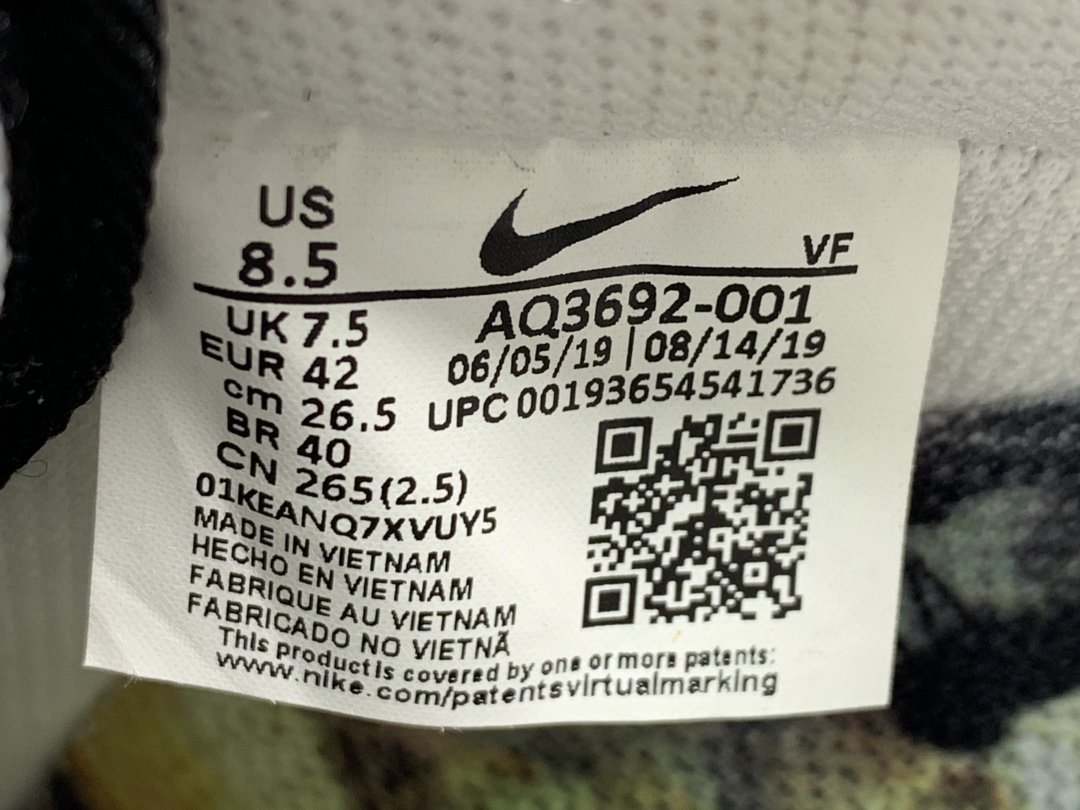 US
8.5
VF
UK 7.5
EUR 42
cm 26.5
BR 40
CN 265(2.5)
AQ3692-001
06/05/19 | 08/14/19
UPC 00193654541736
01KEANQ7XVUY5
MADE IN VIETNAM
HECHO EN VIETNAM
FABRIQUE AU VIETNAM
FABRICADO NO VIETNÃ
This product is covered by one or more patents:
www.nike.com/patentsvirtualmarking